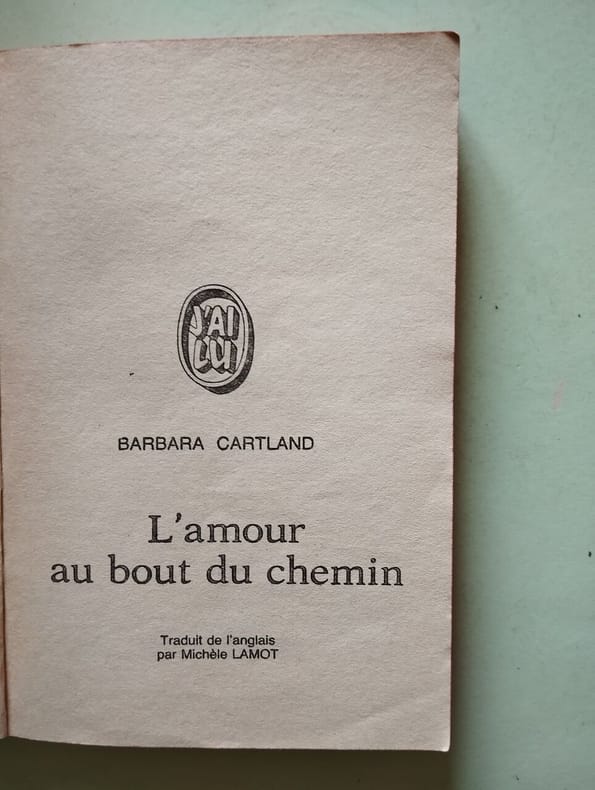 J'AI
LU
BARBARA CARTLAND
L'amour
au bout du chemin
Traduit de l'anglais
par Michèle LAMOT